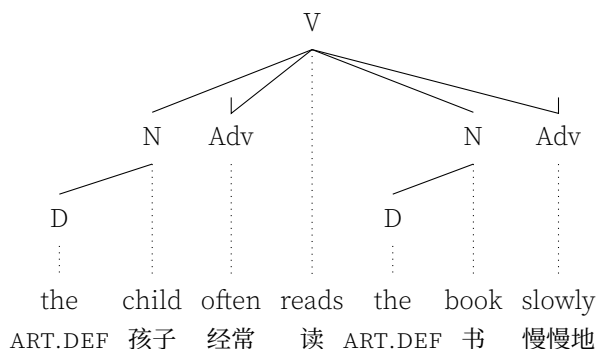 V
N Adv N Adv
D D
the child often reads the book slowly
ART.DEF 孩子 经常 读 ART.DEF 书 慢慢地